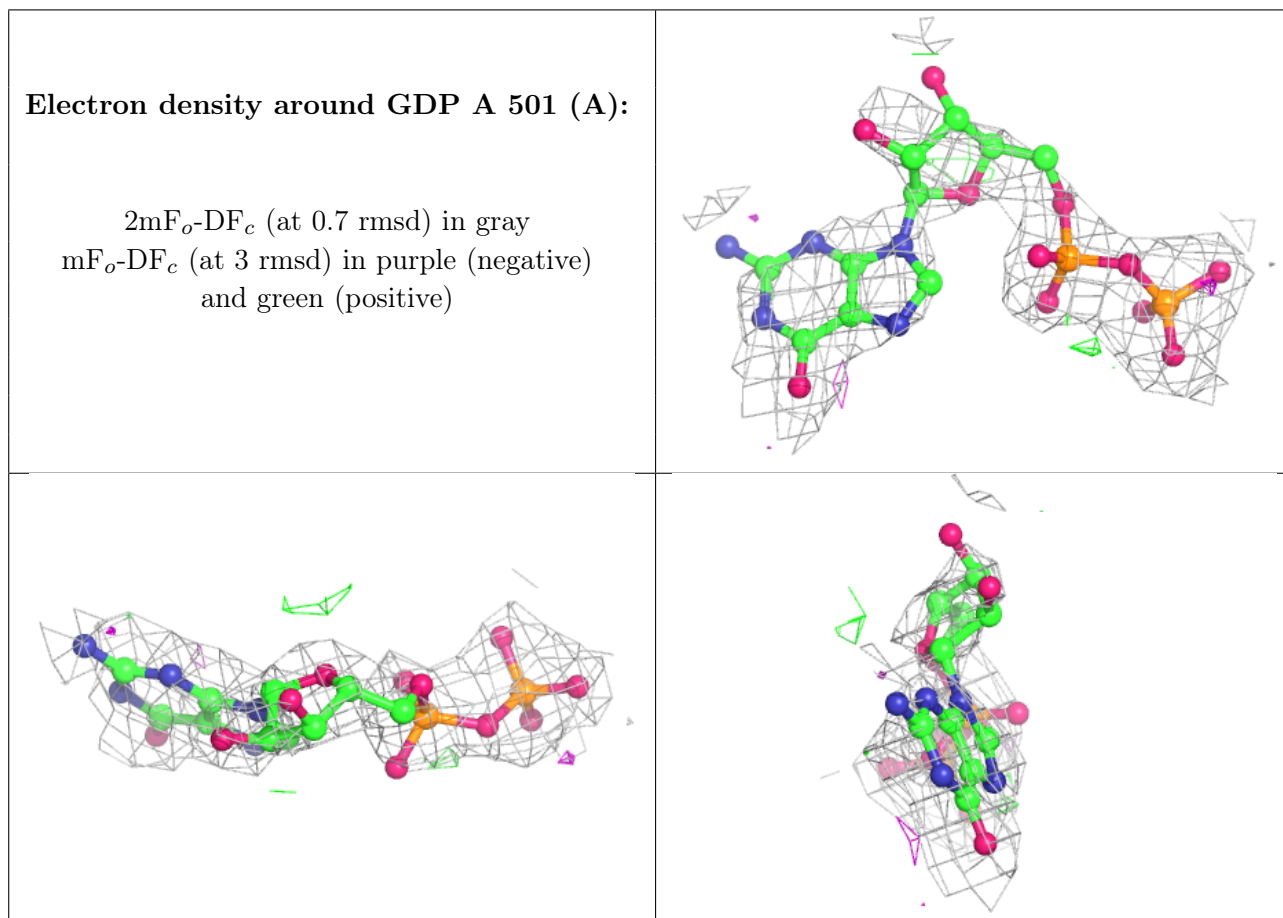 Electron density around GDP A 501 (A):
2mFo-DFc (at 0.7 rmsd) in gray
mFo-DFc (at 3 rmsd) in purple (negative)
and green (positive)